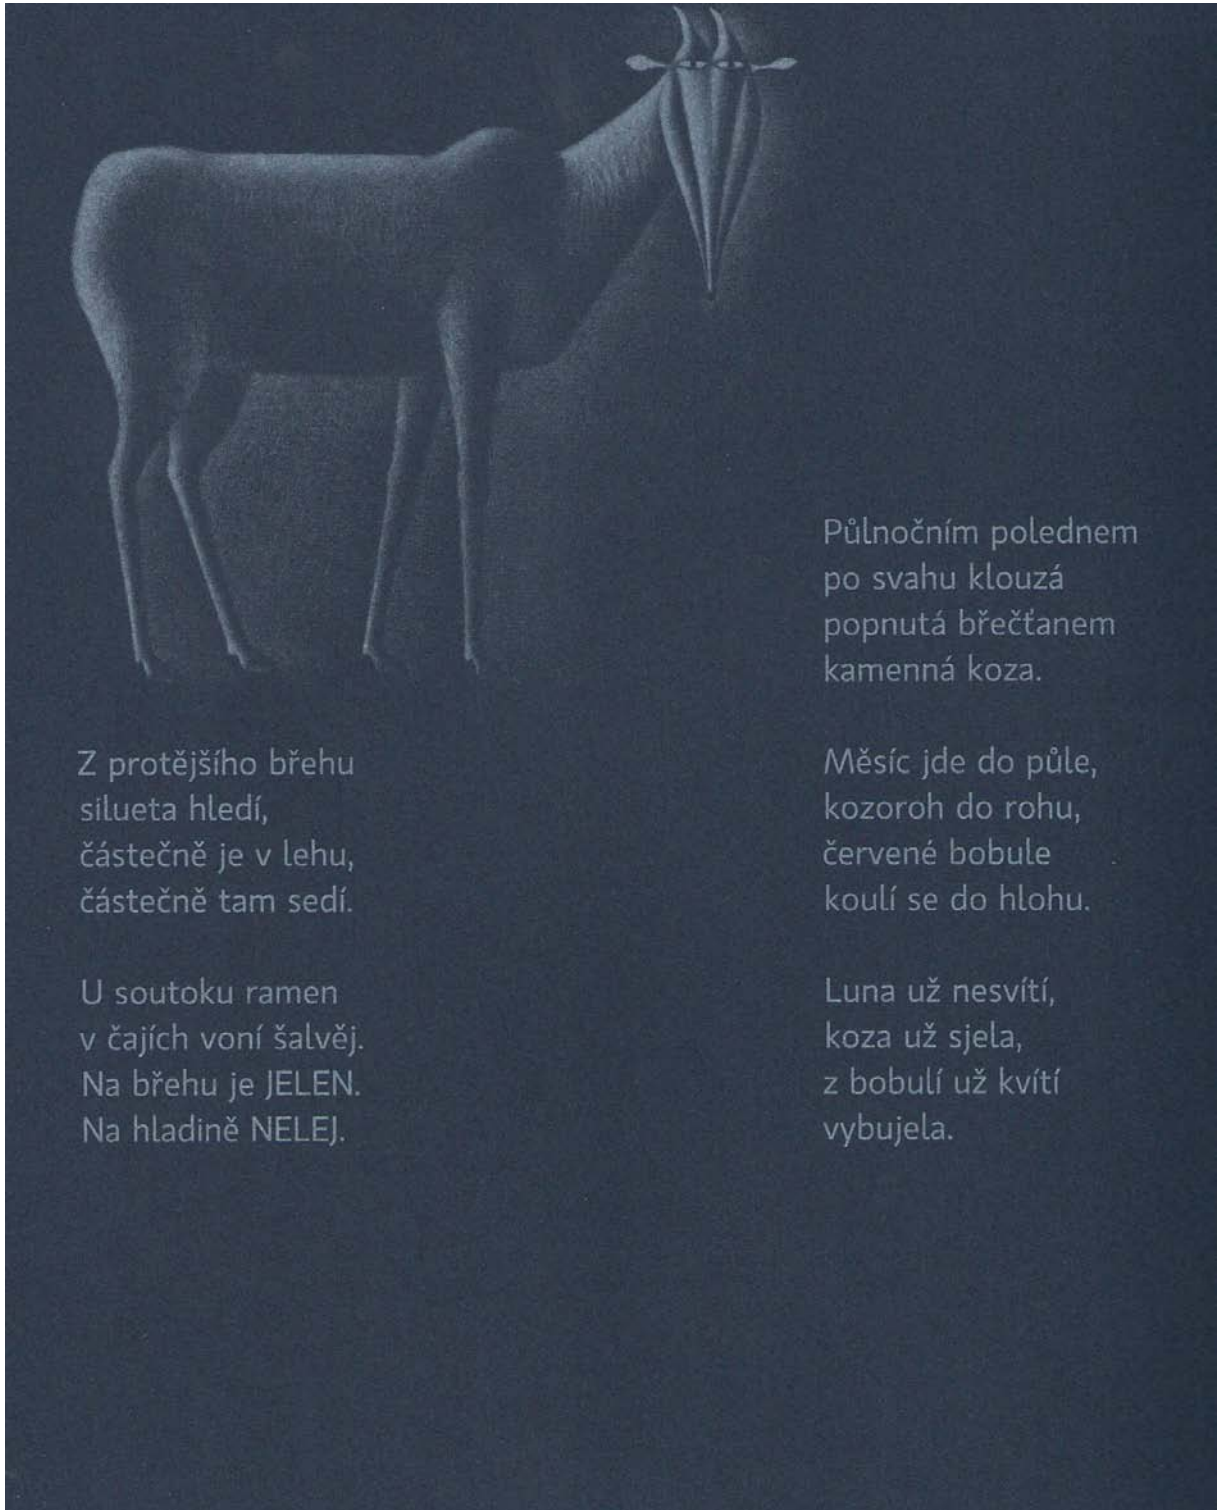 Z protějšího břehu
silueta hledí,
částečně je v lehu,
částečně tam sedí.
U soutoku ramen
v čajích voní šalvěj.
Na břehu je JELEN.
Na hladině NELEJ.
Půlnočním polednem
po svahu klouzá
popnutá břečťanem
kamenná koza.
Měsíc jde do půle,
kozoroh do rohu,
červené bobule
koulí se do hlohu.
Luna už nesvítí,
koza už sjela,
z bobulí už kvítí
vybujela.